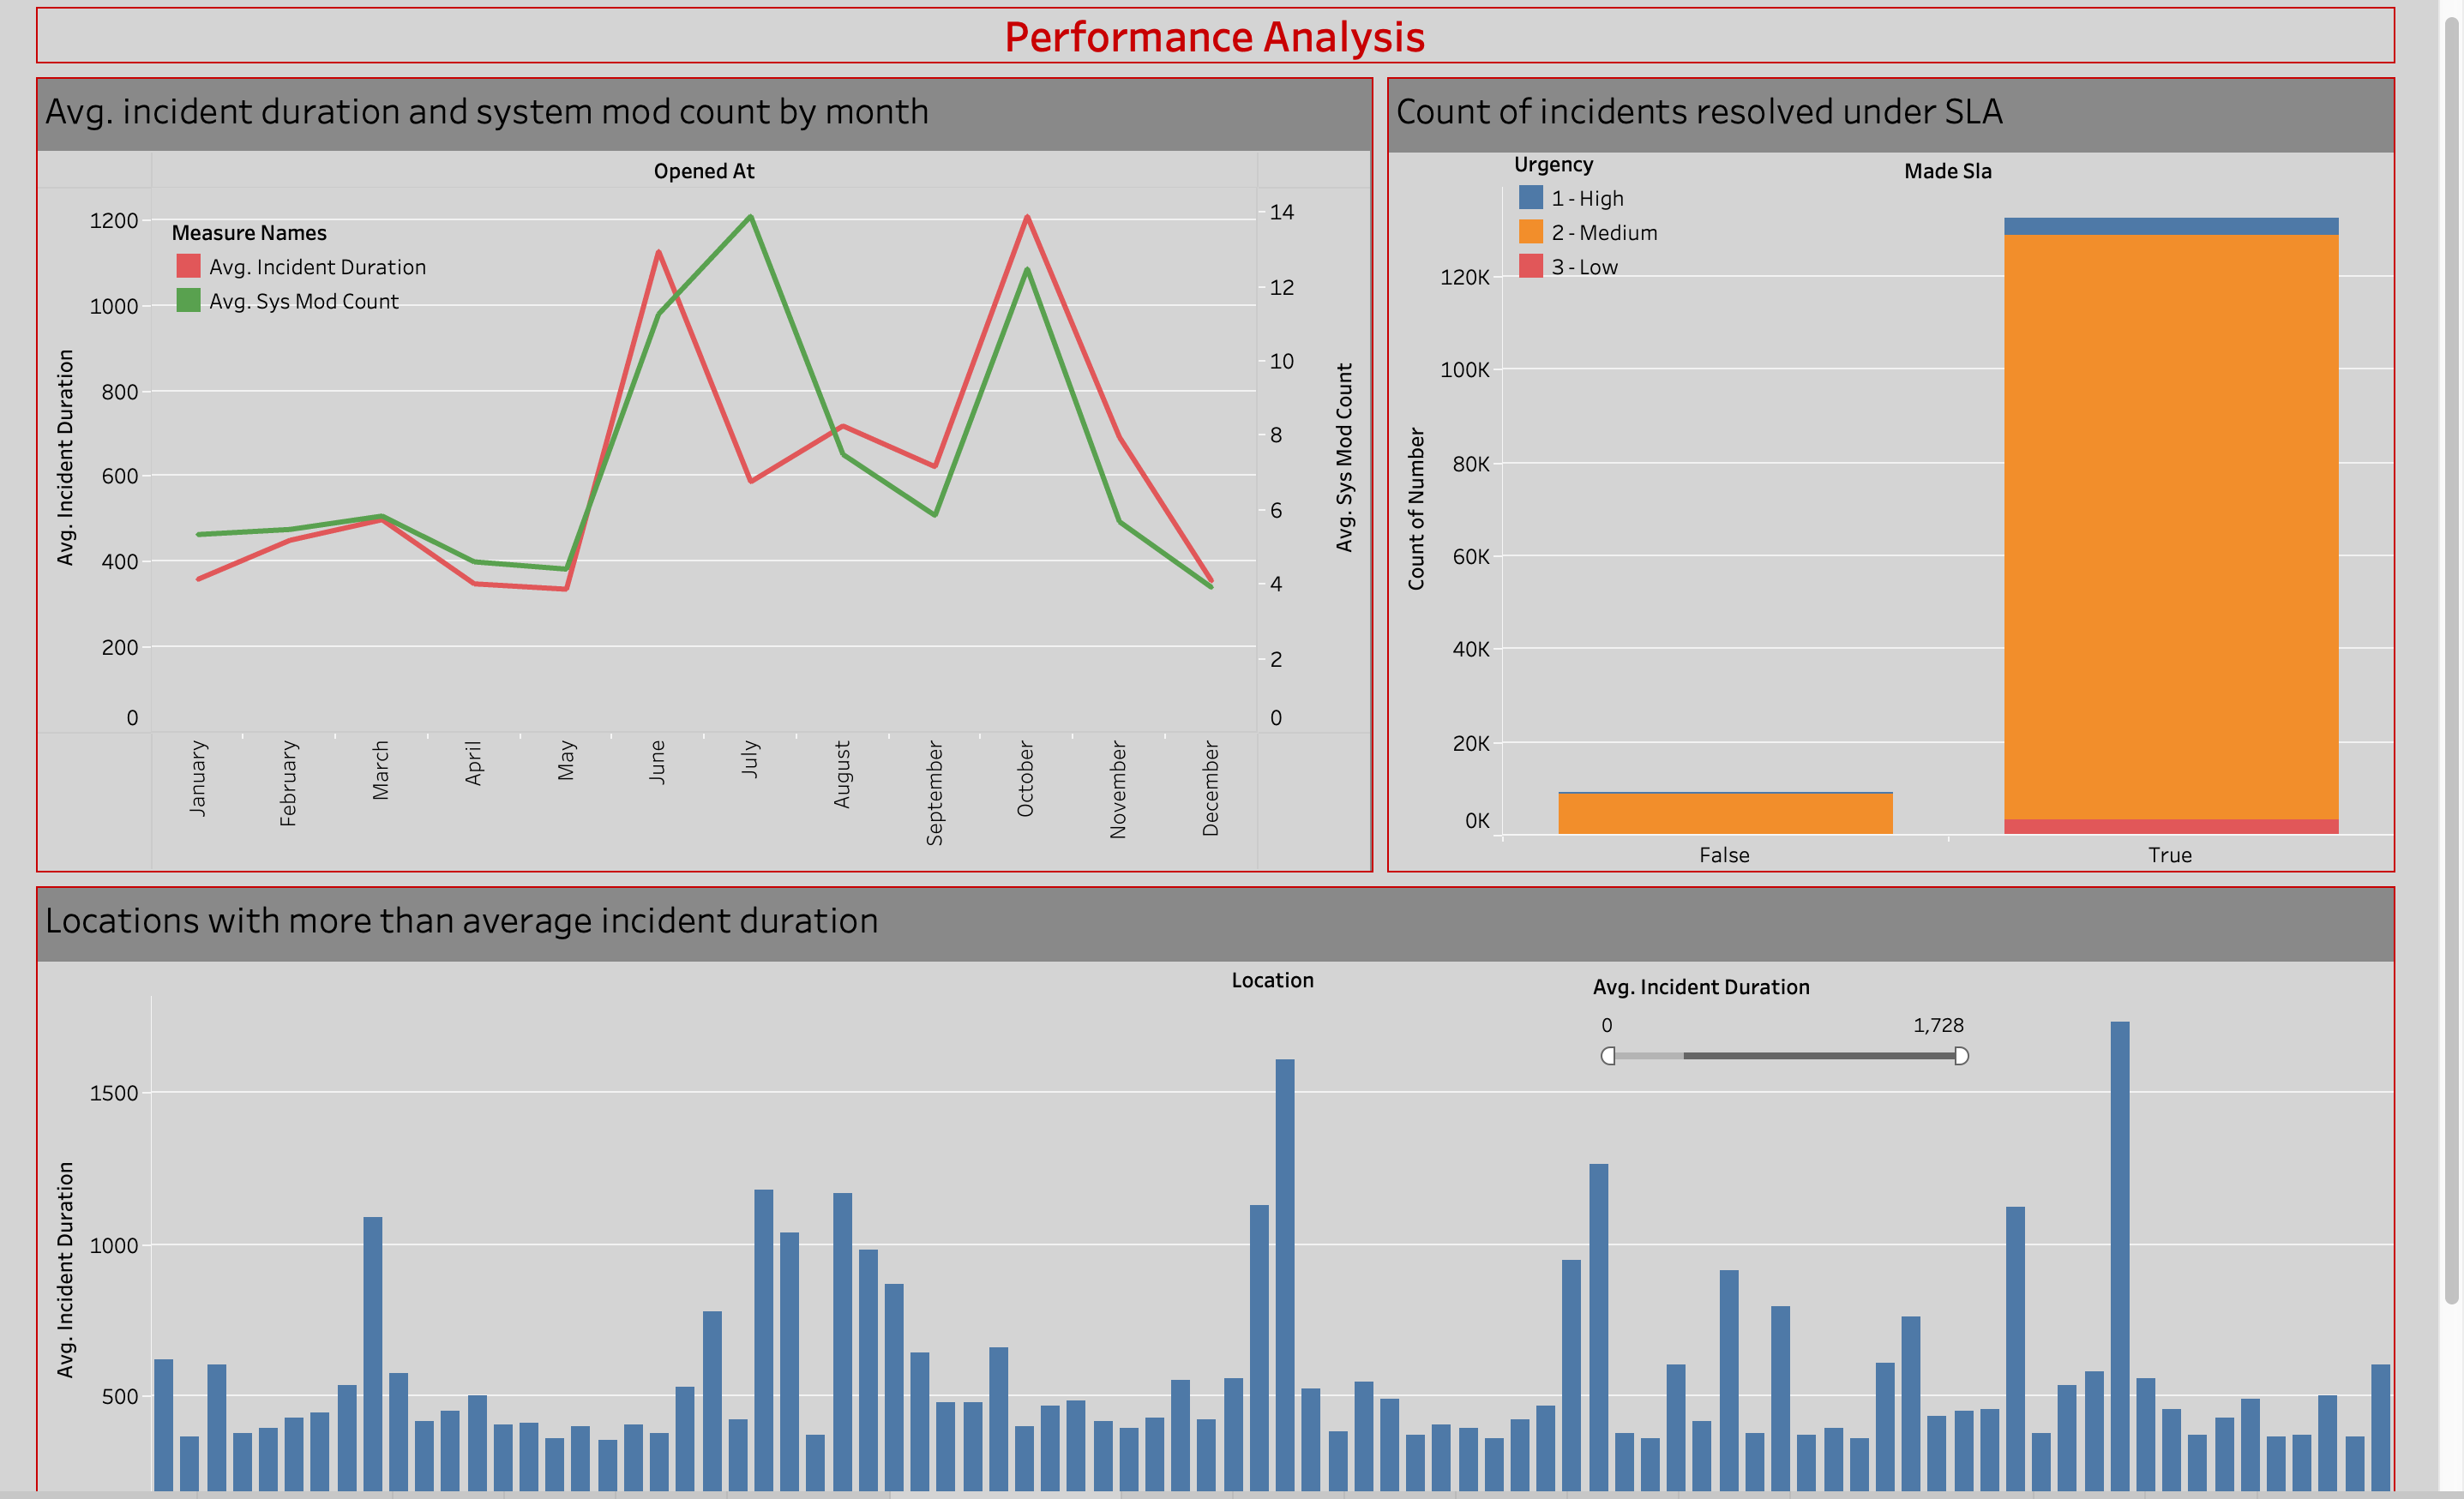 Performance Analysis
Avg. incident duration and system mod count by month
Opened At
Measure Names
Avg. Incident Duration
Avg. Sys Mod Count
Avg. Incident Duration
1200
1000
800
600
400
200
0
14
12
10
8
6
4
2
0
Avg. Sys Mod Count
January
February
March
April
May
June
July
August
September
October
November
December
Count of incidents resolved under SLA
Urgency
1 - High
2 - Medium
3 - Low
Made Sla
Count of Number
120K
100K
80K
60K
40K
20K
0K
False
True
Locations with more than average incident duration
Location
Avg. Incident Duration
0
1,728
Avg. Incident Duration
1500
1000
500